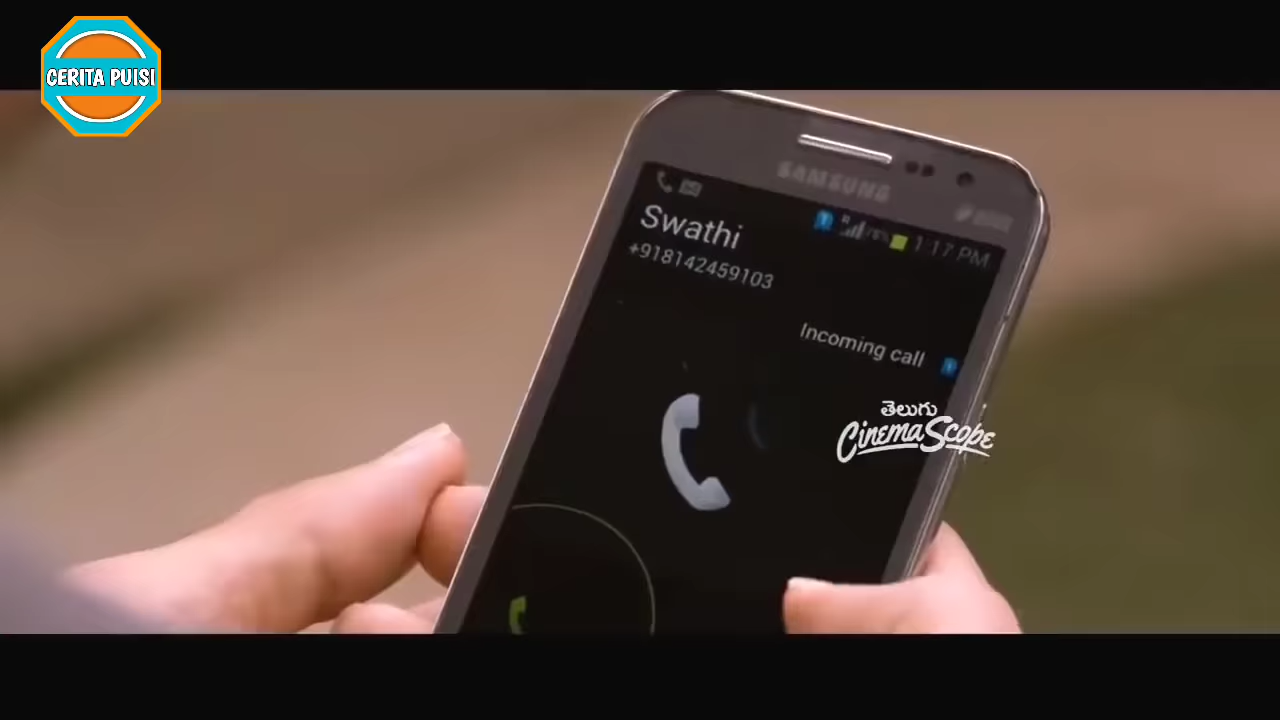 CERITA PUISI
SAMSUNG
1:17 PM
Swathi
+918142459103
Incoming call
తెలుగు
CinemaScope